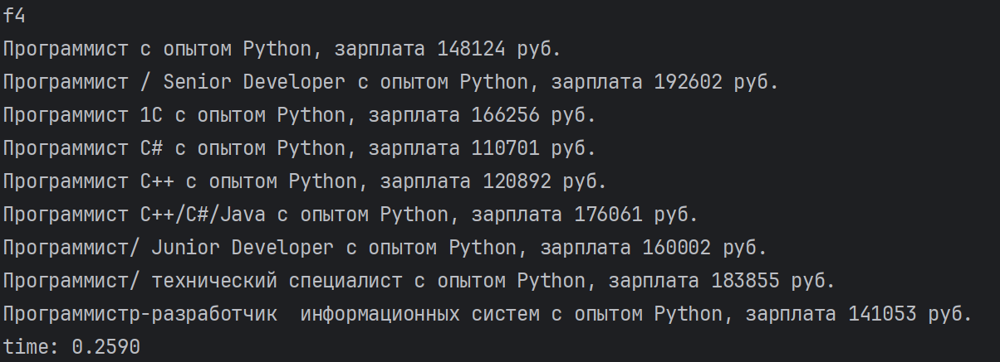 f4
Программист с опытом Python, зарплата 148124 руб.
Программист / Senior Developer с опытом Python, зарплата 192602 руб.
Программист 1С с опытом Python, зарплата 166256 руб.
Программист C# с опытом Python, зарплата 110701 руб.
Программист C++ с опытом Python, зарплата 120892 руб.
Программист C++/C#/Java с опытом Python, зарплата 176061 руб.
Программист/ Junior Developer с опытом Python, зарплата 160002 руб.
Программист/ технический специалист с опытом Python, зарплата 183855 руб.
Программистр-разработчик  информационных систем с опытом Python, зарплата 141053 руб.
time: 0.2590